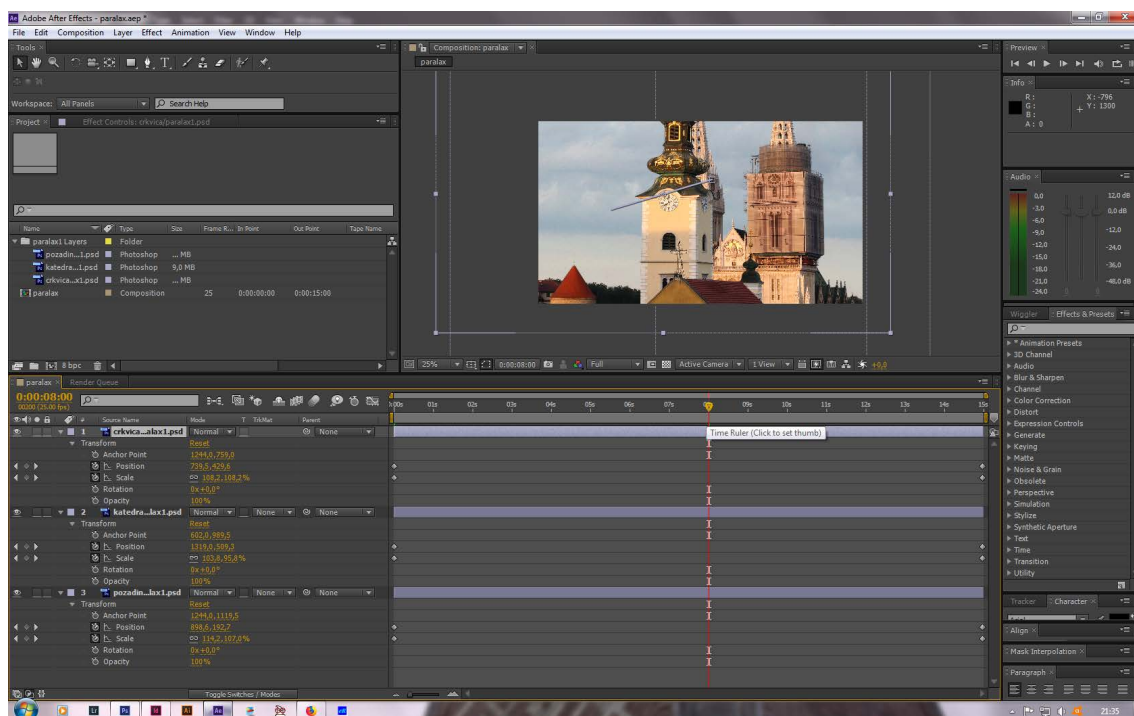 Adobe After Effects - paralax.aep *
File Edit Composition Layer Effect Animation View Window Help
Tools
Workspace: All Panels Search Help
Project Effect Controls: crkvica/paralax1.psd
Name Type Size Frame R... In Point Out Point Tape Name
paralax1 Layers Folder
pozadin...1.psd Photoshop ... MB
katedra...1.psd Photoshop 9,0 MB
crkvica...x1.psd Photoshop ... MB
paralax Composition 25 0:00:00:00 0:00:15:00
8 bpc
Composition: paralax
paralax
25% 0:00:08:00 Full Active Camera 1 View +0,0
Preview
Info
R: X: -796
G: Y: 1300
B:
A: 0
Audio
0,0 12,0 dB
-3,0 0,0 dB
-6,0
-9,0 -12,0
-12,0
-15,0 -24,0
-18,0 -36,0
-21,0 -48,0 dB
-24,0
Wiggler Effects & Presets
* Animation Presets
3D Channel
Audio
Blur & Sharpen
Channel
Color Correction
Distort
Expression Controls
Generate
Keying
Matte
Noise & Grain
Obsolete
Perspective
Simulation
Stylize
Synthetic Aperture
Text
Time
Transition
Utility
Tracker Character
Align
Mask Interpolation
Paragraph
paralax Render Queue
0:00:08:00
00200 (25.00 fps)
00s 01s 02s 03s 04s 05s 06s 07s 09s 10s 11s 12s 13s 14s 15s
# Source Name Mode T TrkMat Parent
1 crkvica...alax1.psd Normal None
Time Ruler (Click to set thumb)
Transform Reset
Anchor Point 1244,0,759,0
Position 739,5,429,6
Scale 108,2,108,2%
Rotation 0x+0,0°
Opacity 100%
2 katedra...lax1.psd Normal None None
Transform Reset
Anchor Point 602,0,989,5
Position 1319,0,589,3
Scale 103,8,95,8%
Rotation 0x+0,0°
Opacity 100%
3 pozadin...lax1.psd Normal None None
Transform Reset
Anchor Point 1244,0,1119,5
Position 898,6,192,7
Scale 114,2,107,0%
Rotation 0x+0,0°
Opacity 100%
Toggle Switches / Modes
21:35